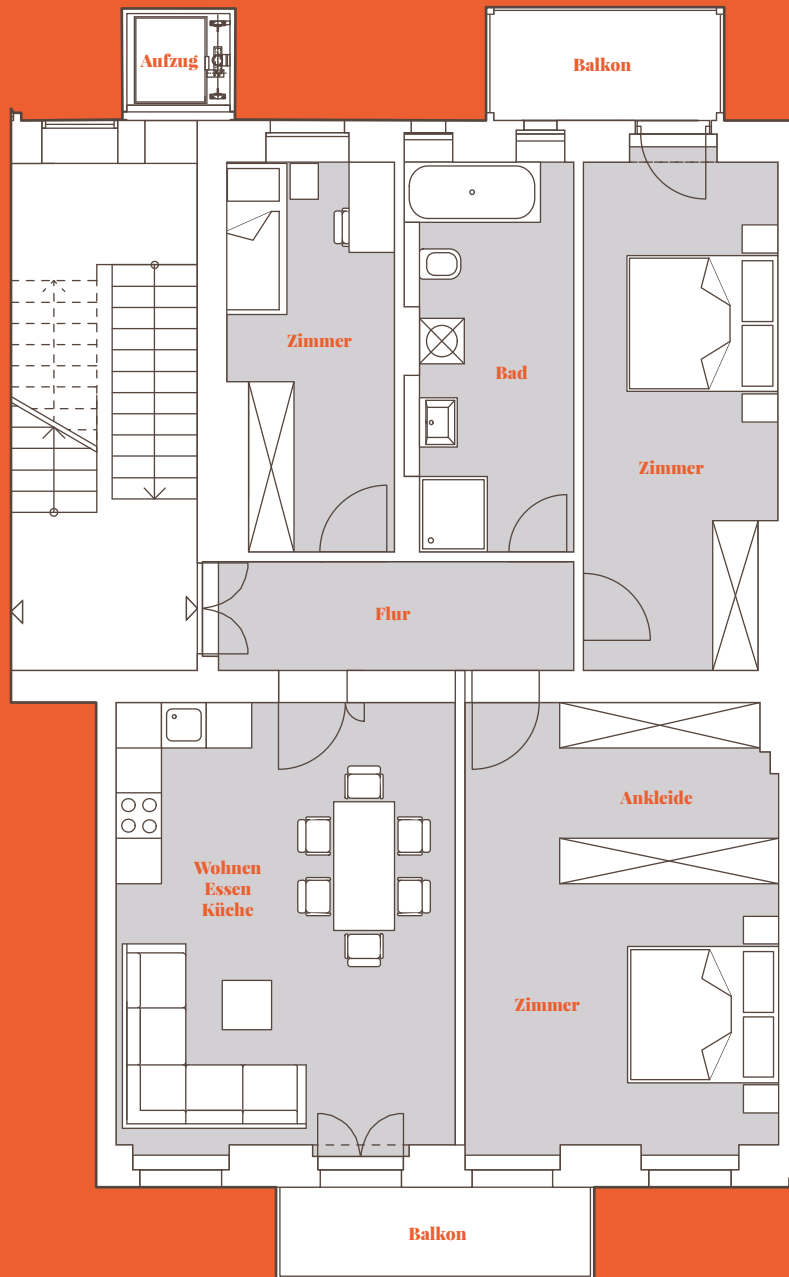 Aufzug
Balkon
Zimmer
Bad
Zimmer
Flur
Ankleide
Wohnen
Essen
Küche
Zimmer
Balkon